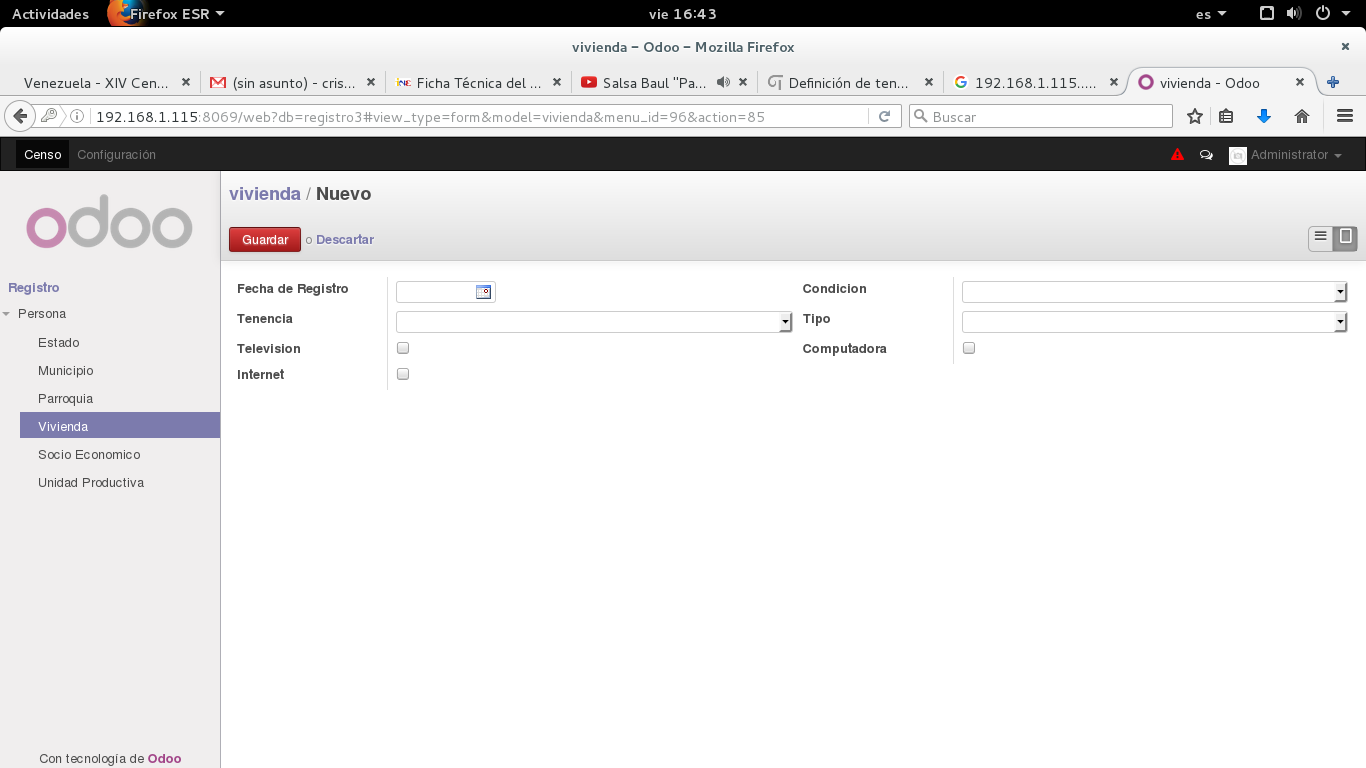 Actividades Firefox ESR vie 16:43 es
vivienda – Odoo – Mozilla Firefox
Venezuela - XIV Cen... (sin asunto) – cris... Ficha Técnica del ... Salsa Baul "Pa... Definición de ten... 192.168.1.115..... vivienda - Odoo
192.168.1.115:8069/web?db=registro3#view_type=form&model=vivienda&menu_id=96&action=85 Buscar
Censo Configuración Administrator
odoo
vivienda / Nuevo
Guardar o Descartar
Registro
Persona
Estado
Municipio
Parroquia
Vivienda
Socio Economico
Unidad Productiva
Fecha de Registro Condicion
Tenencia Tipo
Television Computadora
Internet
Con tecnología de Odoo